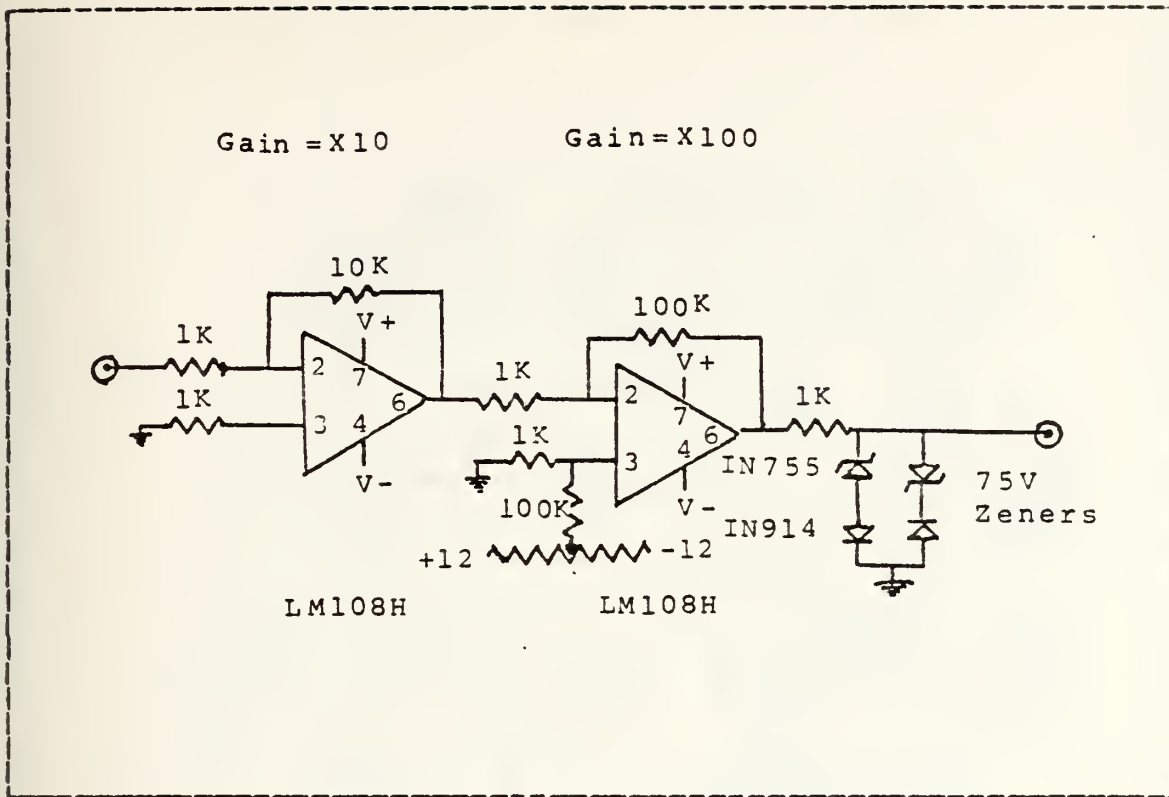 Gain=X10 Gain=X100
10K
V+
1K
2
7
6
1K
3
4
V-
100K
V+
1K
2
7
6
1K
3
4
V-
1K
100K
+12 -12
IN755
IN914
75V
Zeners
LM108H LM108H